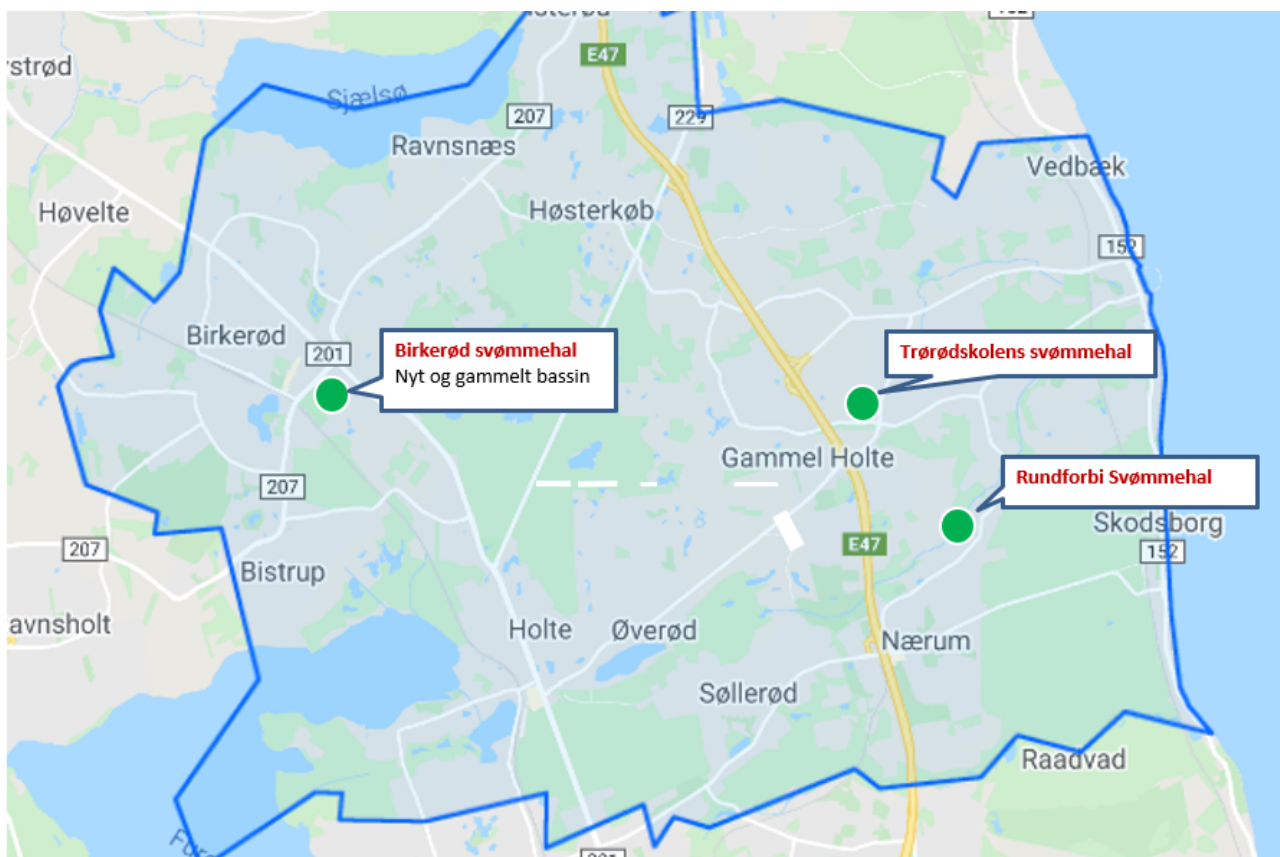 E47
Sjælsø
207
229
Ravnsnæs
Vedbæk
Høvelte
Høsterkøb
152
Birkerød
201
Birkerød svømmehal
Nyt og gammelt bassin
Trørødskolens svømmehal
Gammel Holte
Rundforbi Svømmehal
207
Skodsborg
207
E47
152
Bistrup
avnsholt
Holte
Øverød
Nærum
Søllerød
Raadvad